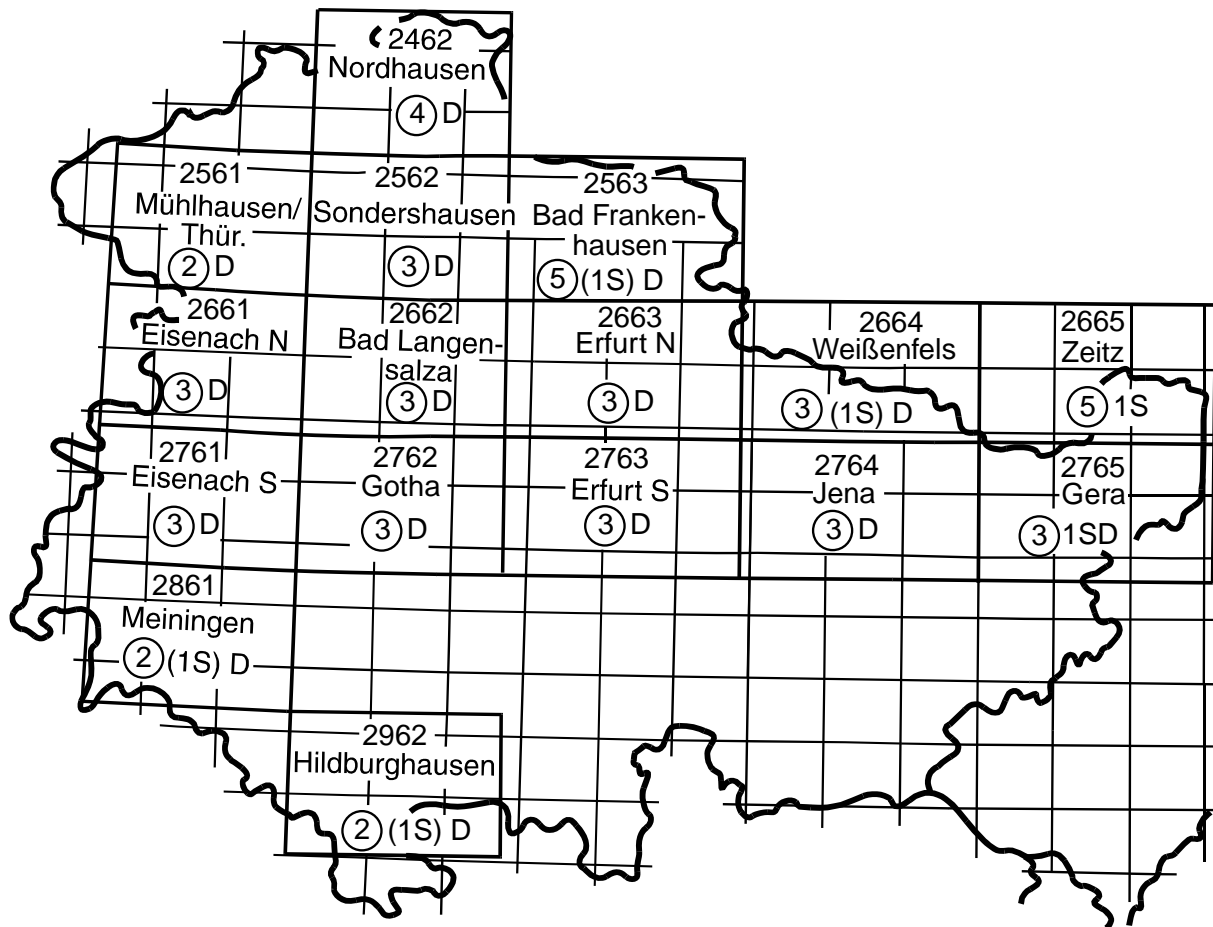 2462
Nordhausen
4 D
2561
Mühlhausen/
Thür.
2 D
2562
Sondershausen
3 D
2563
Bad Franken-
hausen
5 (1S) D
2661
Eisenach N
3 D
2662
Bad Langen-
salza
3 D
2663
Erfurt N
3 D
2664
Weißenfels
3 (1S) D
2665
Zeitz
5 1S
2761
Eisenach S
3 D
2762
Gotha
3 D
2763
Erfurt S
3 D
2764
Jena
3 D
2765
Gera
3 1SD
2861
Meiningen
2 (1S) D
2962
Hildburghausen
2 (1S) D